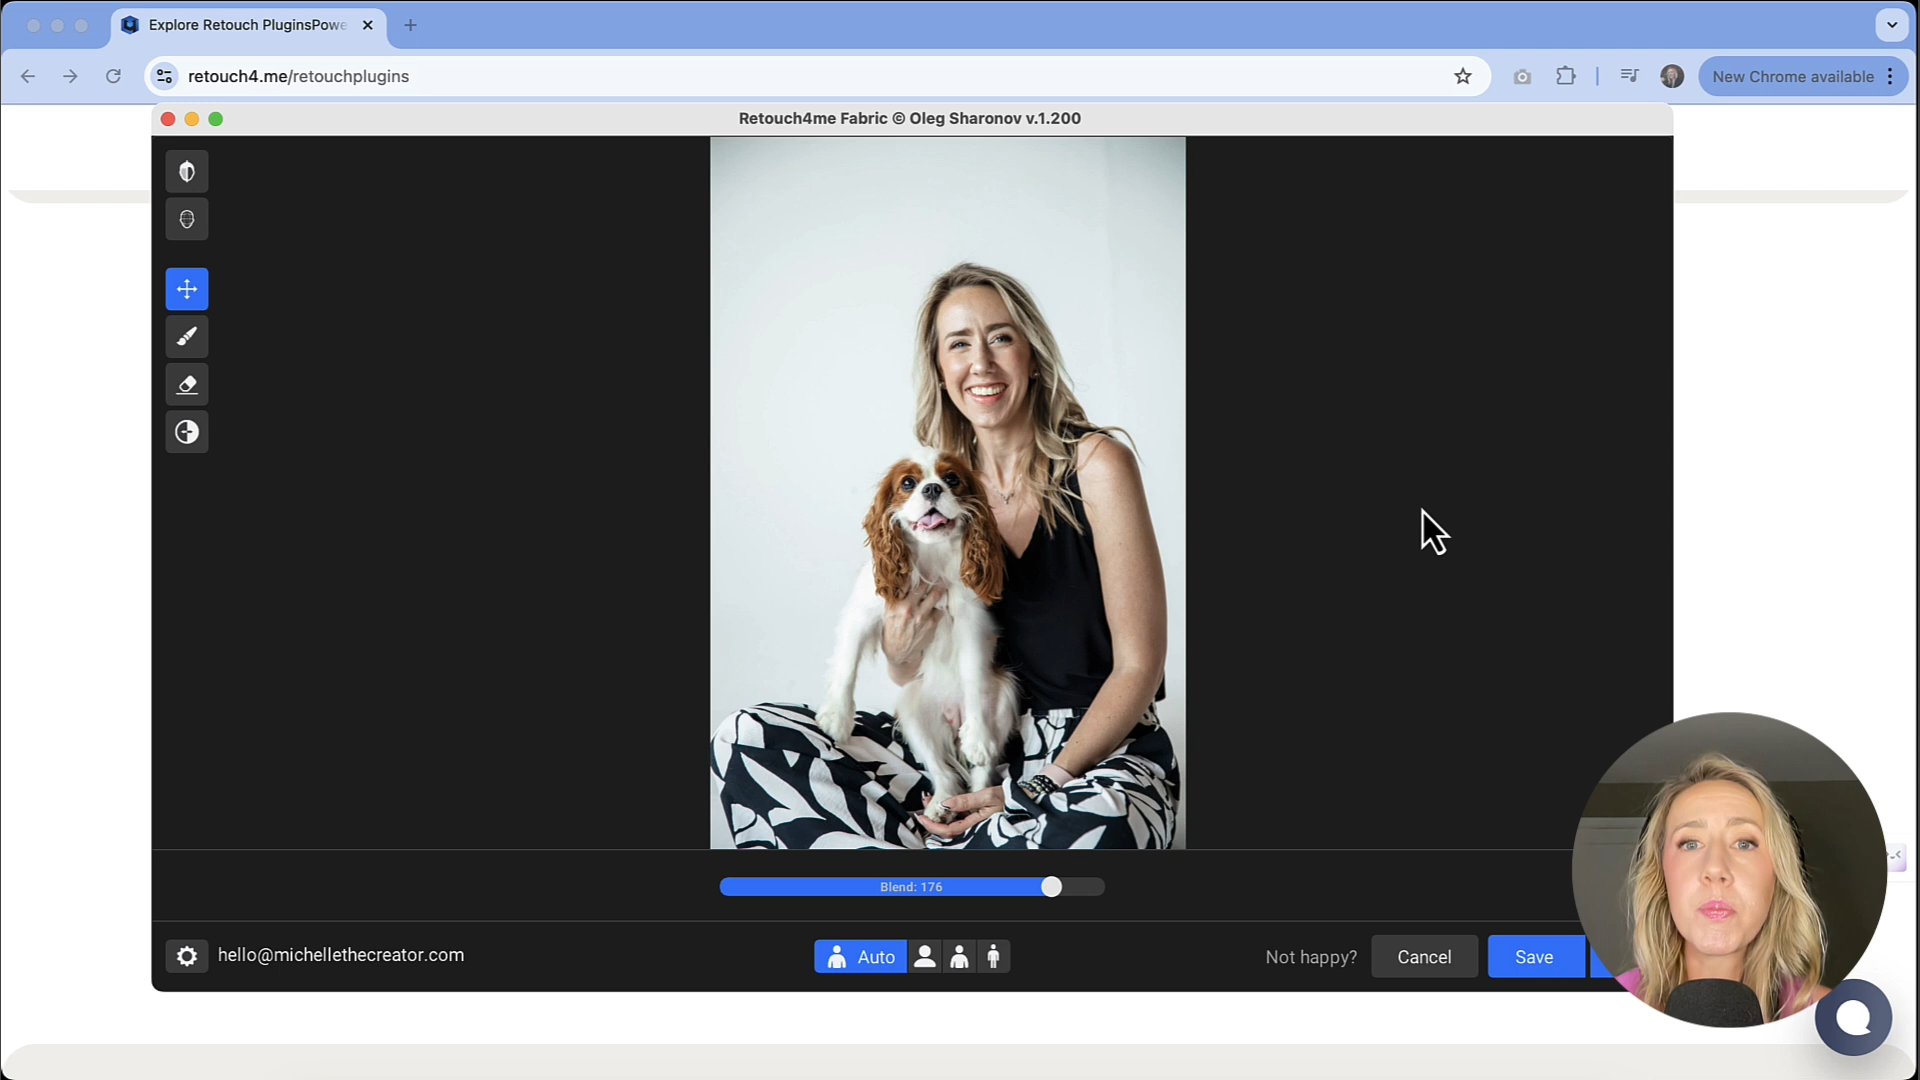 Explore Retouch PluginsPowe
retouch4.me/retouchplugins
New Chrome available
Retouch4me Fabric © Oleg Sharonov v.1.200
Blend: 176
hello@michellethecreator.com
Auto
Not happy?
Cancel
Save